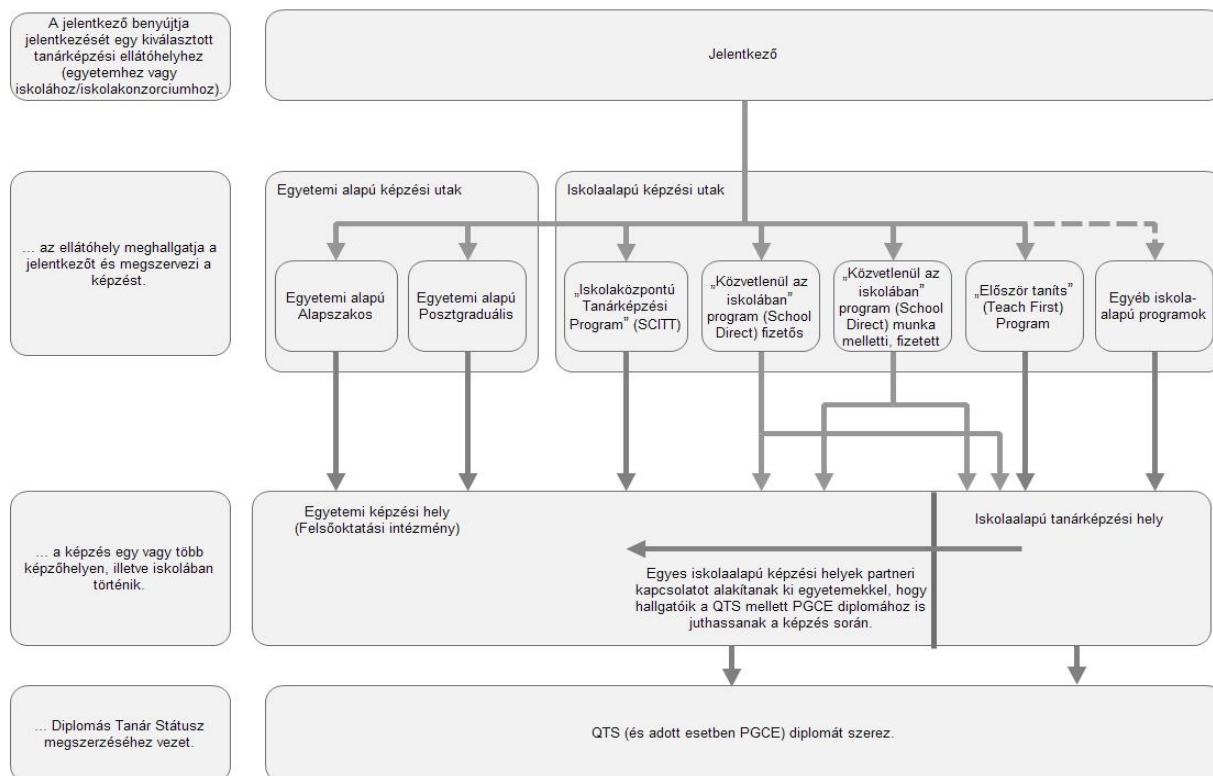 A jelentkező benyújtja
jelentkezését egy kiválasztott
tanárképzési ellátóhelyhez
(egyetemhez vagy
iskolához/iskolakonzorciumhoz).
Jelentkező
... az ellátóhely meghallgatja a
jelentkezőt és megszervezi a
képzést.
Egyetemi alapú képzési utak
Iskolaalapú képzési utak
Egyetemi alapú
Alapszakos
Egyetemi alapú
Posztgraduális
„Iskolaközpontú
Tanárképzési
Program” (SCITT)
„Közvetlenül az
iskolában”
program (School
Direct) fizetős
„Közvetlenül az
iskolában”
program (School
Direct) munka
melletti, fizetett
„Először taníts”
(Teach First)
Program
Egyéb iskola-
alapú programok
... a képzés egy vagy több
képzőhelyen, illetve iskolában
történik.
Egyetemi képzési hely
(Felsőoktatási intézmény)
Iskolaalapú tanárképzési hely
Egyes iskolaalapú képzési helyek partneri
kapcsolatot alakítanak ki egyetemekkel, hogy
hallgatóik a QTS mellett PGCE diplomához is
juthassanak a képzés során.
... Diplomás Tanár Státusz
megszerzéséhez vezet.
QTS (és adott esetben PGCE) diplomát szerez.